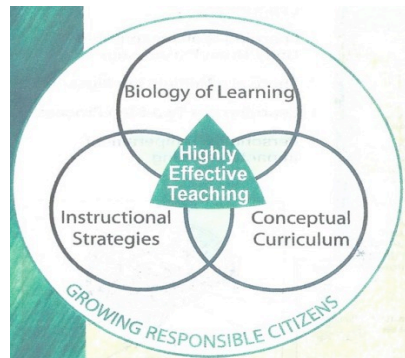 Biology of Learning
Highly
Effective
Teaching
Instructional
Strategies
Conceptual
Curriculum
GROWING RESPONSIBLE CITIZENS